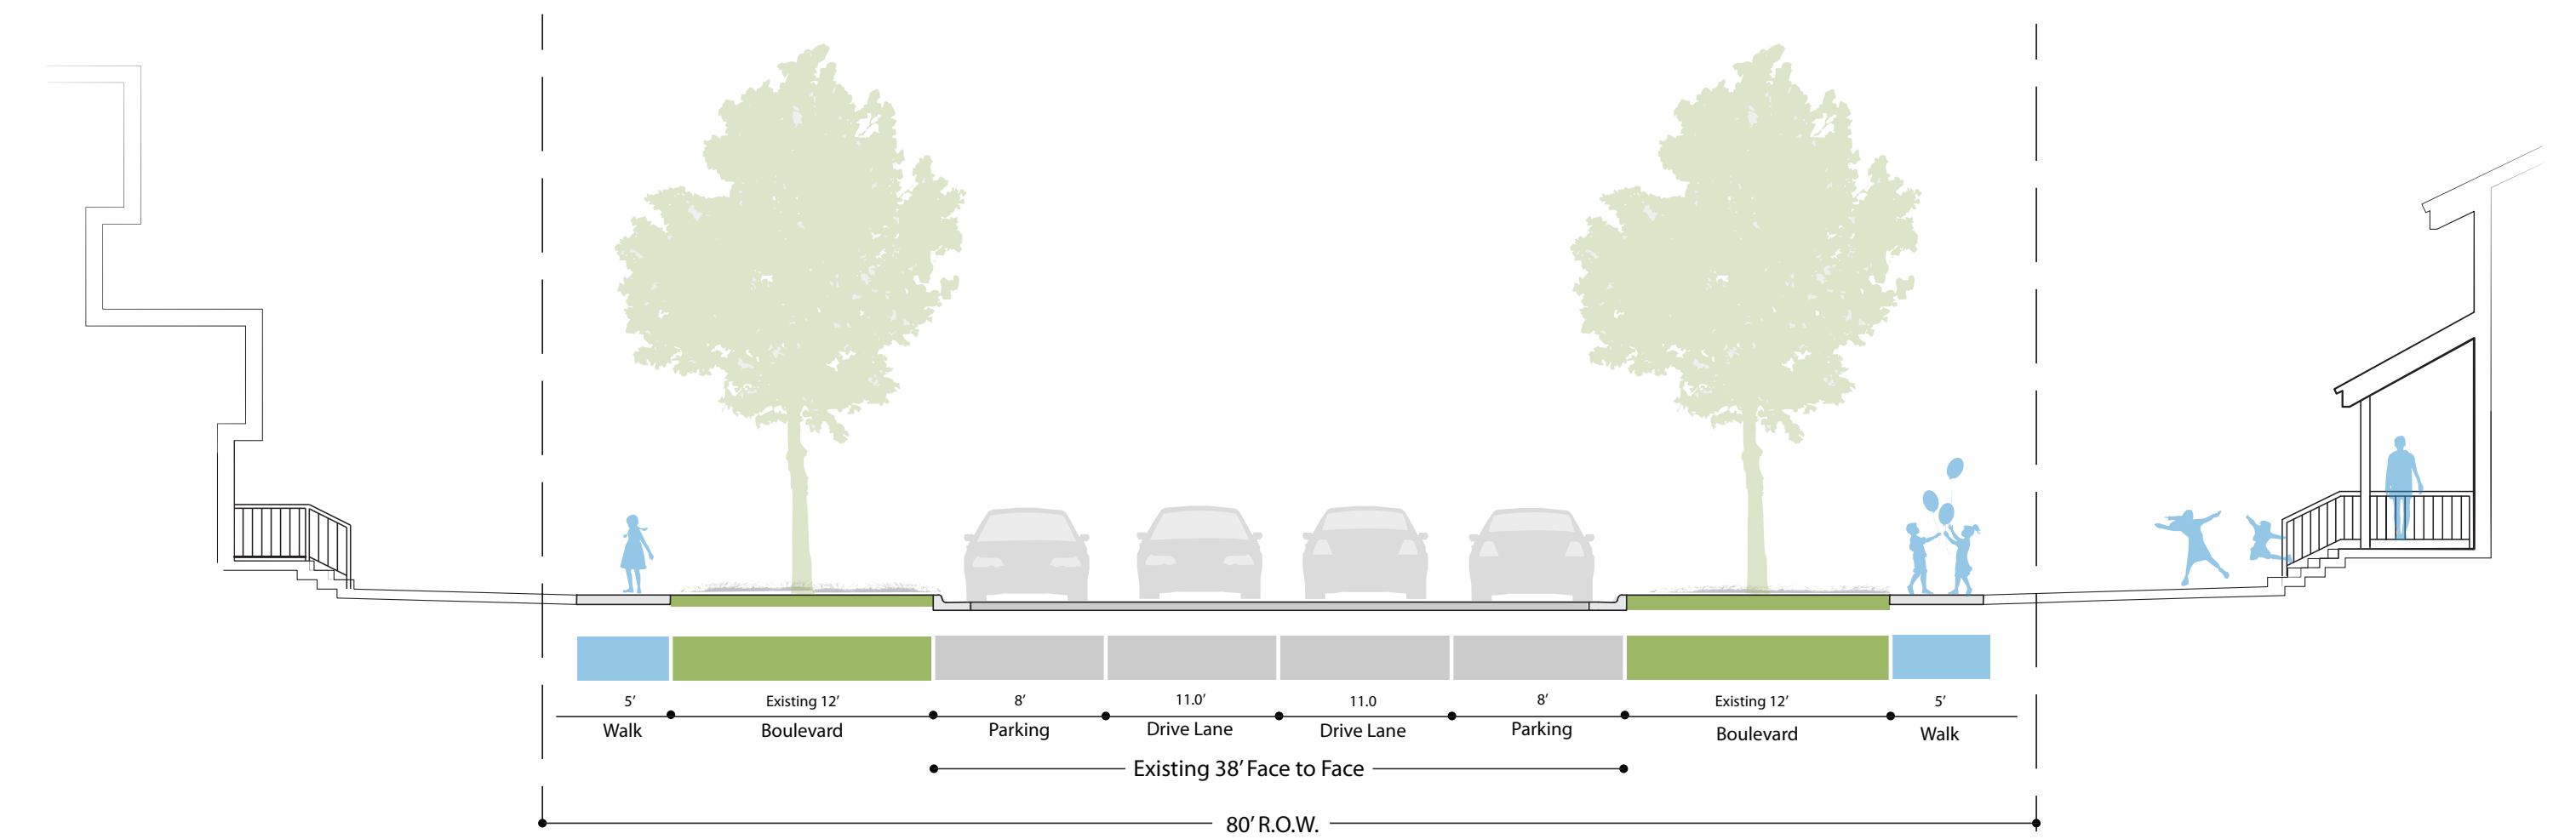 5’ Existing 12’ 8’ 11.0’ 11.0 8’ Existing 12’ 5’
Walk Boulevard Parking Drive Lane Drive Lane Parking Boulevard Walk
Existing 38’ Face to Face
80’ R.O.W.